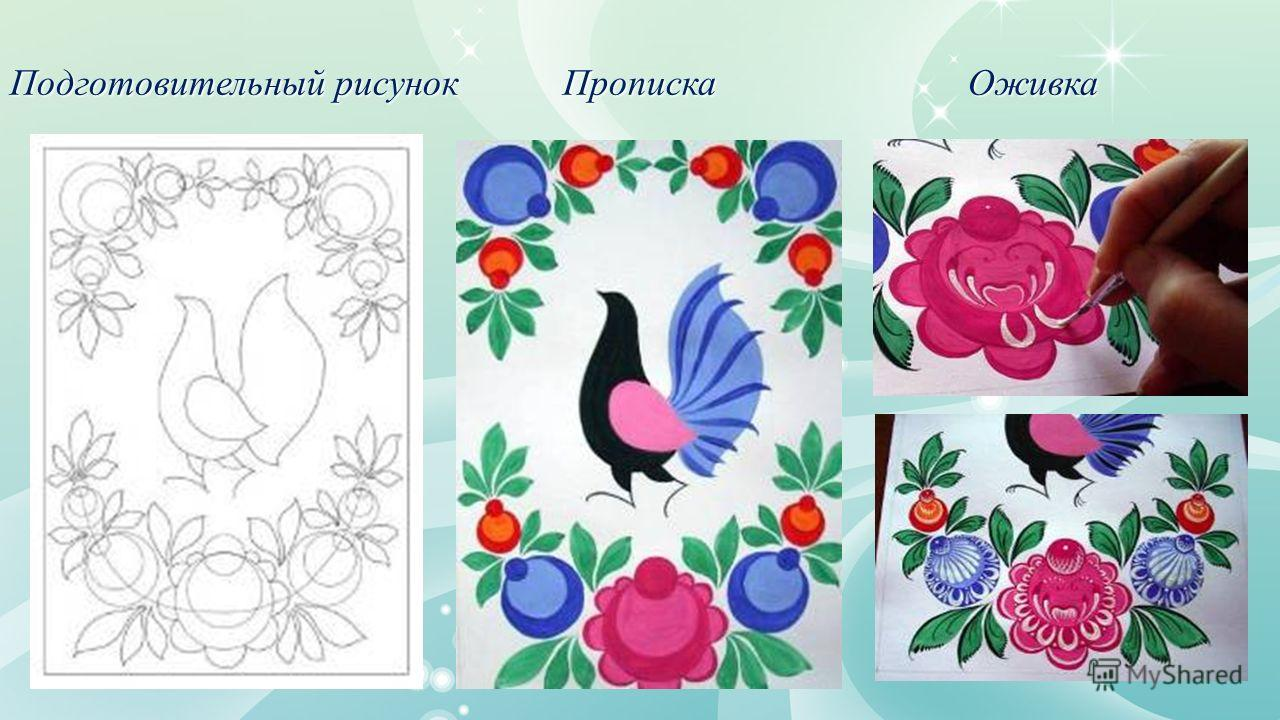 Подготовительный рисунок
Прописка
Оживка
MyShared